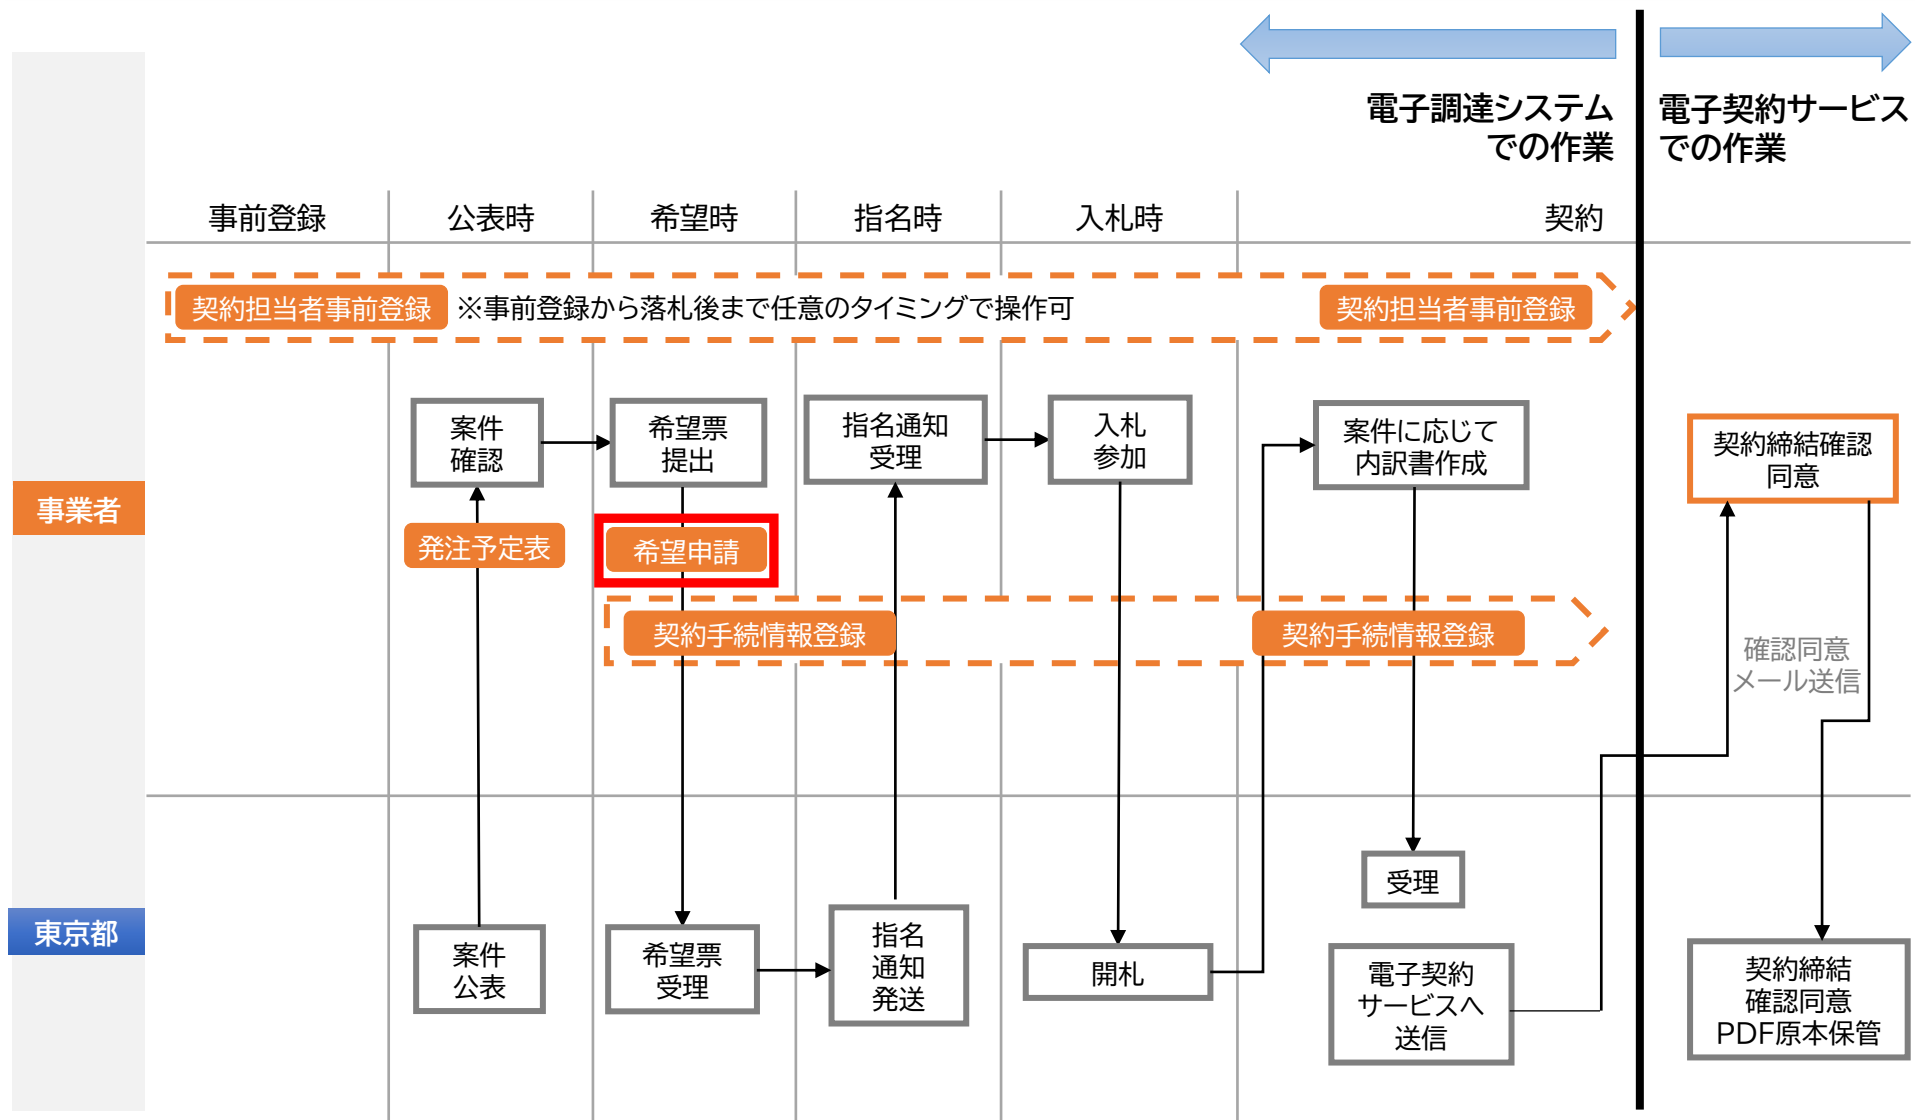 電子調達システム
での作業
電子契約サービス
での作業
事前登録
公表時
希望時
指名時
入札時
契約
契約担当者事前登録
※事前登録から落札後まで任意のタイミングで操作可
契約担当者事前登録
事業者
案件
確認
希望票
提出
指名通知
受理
入札
参加
案件に応じて
内訳書作成
契約締結確認
同意
発注予定表
希望申請
契約手続情報登録
契約手続情報登録
確認同意
メール送信
東京都
案件
公表
希望票
受理
指名
通知
発送
開札
受理
電子契約
サービスへ
送信
契約締結
確認同意
PDF原本保管